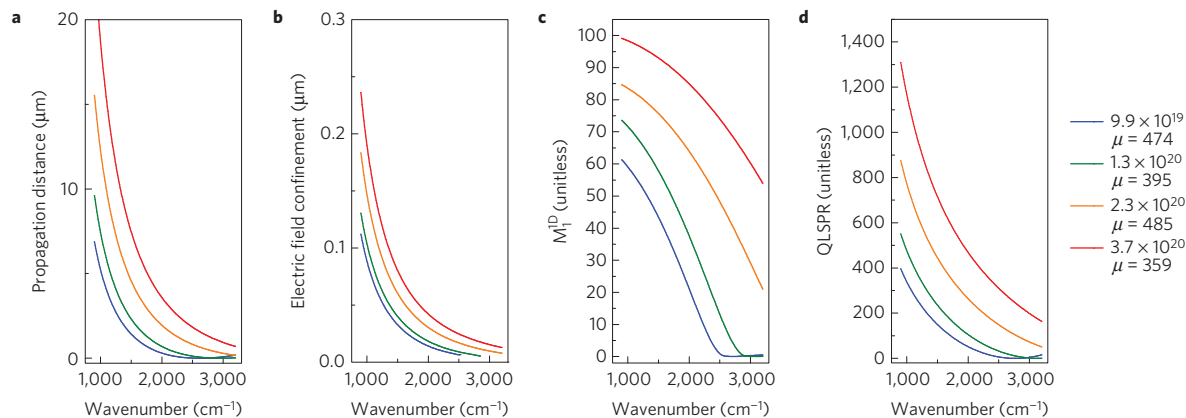 a
20
10
0
Propagation distance (μm)
1,000 2,000 3,000
Wavenumber (cm⁻¹)
b
0.3
0.2
0.1
0.0
Electric field confinement (μm)
1,000 2,000 3,000
Wavenumber (cm⁻¹)
c
100
90
80
70
60
50
40
30
20
10
0
M₁¹ᴰ (unitless)
1,000 2,000 3,000
Wavenumber (cm⁻¹)
d
1,400
1,200
1,000
800
600
400
200
0
QLSPR (unitless)
1,000 2,000 3,000
Wavenumber (cm⁻¹)
9.9 × 10¹⁹
μ = 474
1.3 × 10²⁰
μ = 395
2.3 × 10²⁰
μ = 485
3.7 × 10²⁰
μ = 359